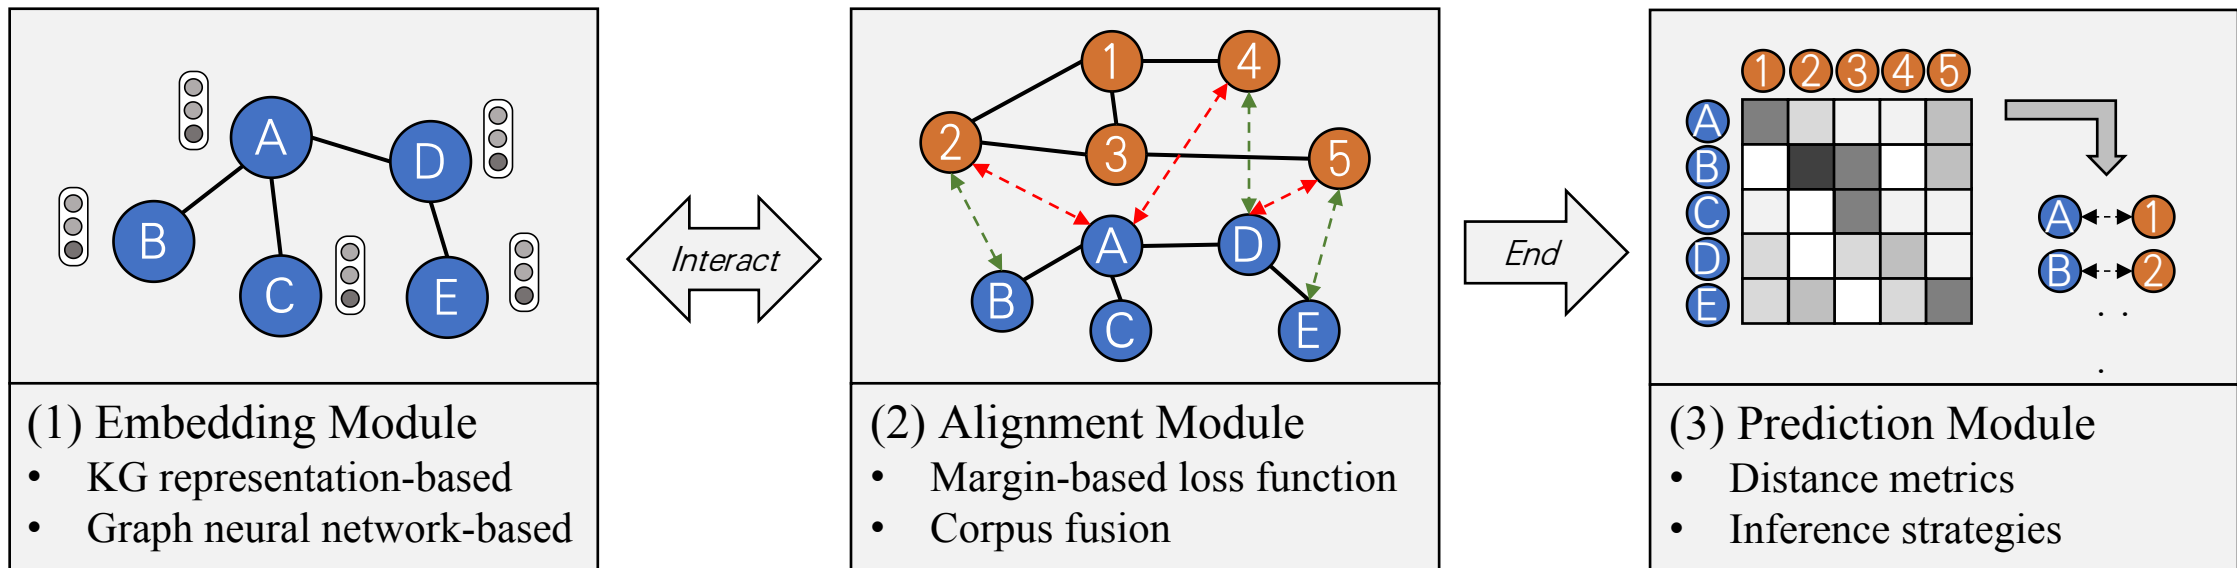 A
D
B
C
E
(1) Embedding Module
• KG representation-based
• Graph neural network-based
Interact
1
4
2
3
5
A
D
B
C
E
(2) Alignment Module
• Margin-based loss function
• Corpus fusion
End
1 2 3 4 5
A
B
C
D
E
A 1
B 2
. .
.
(3) Prediction Module
• Distance metrics
• Inference strategies